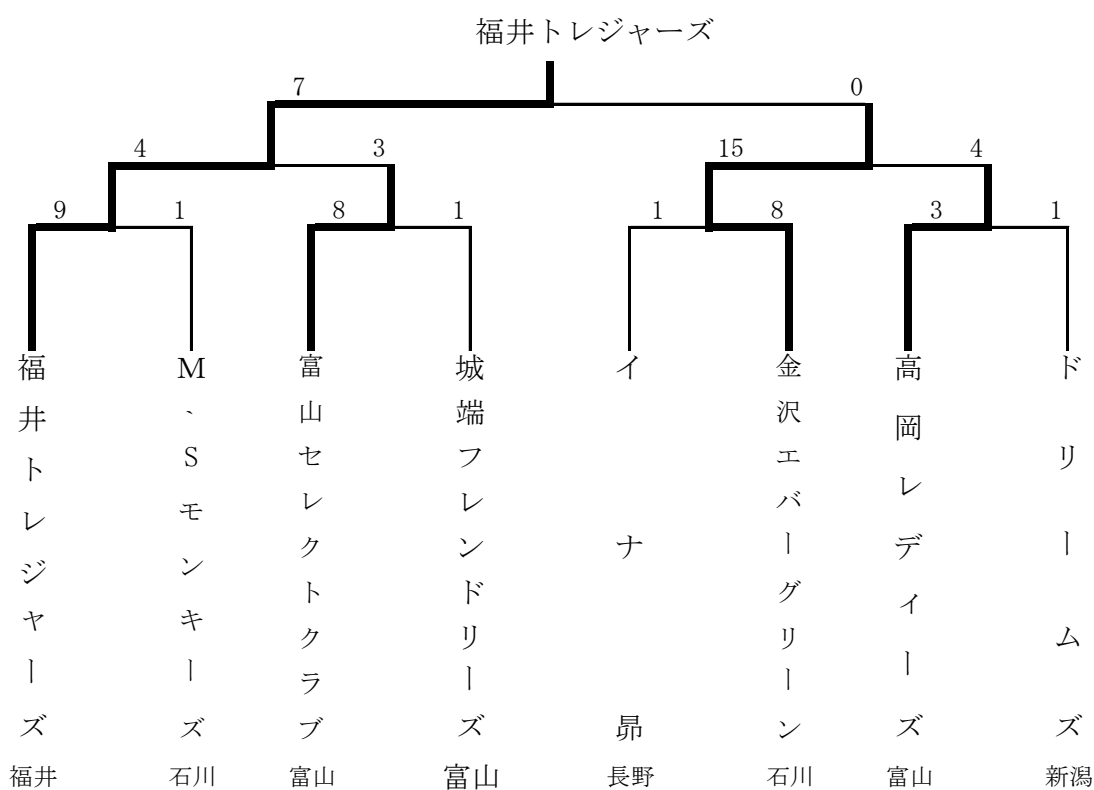 福井トレジャーズ
7 0
4 3 15 4
9 1 8 1 1 8 3 1
福井トレジャーズ
M`Sモンキーズ
富山セレクトクラブ
城端フレンドリーズ
イナ昴
金沢エバーグリーン
高岡レディーズ
ドリームズ
福井 石川 富山 富山 長野 石川 富山 新潟